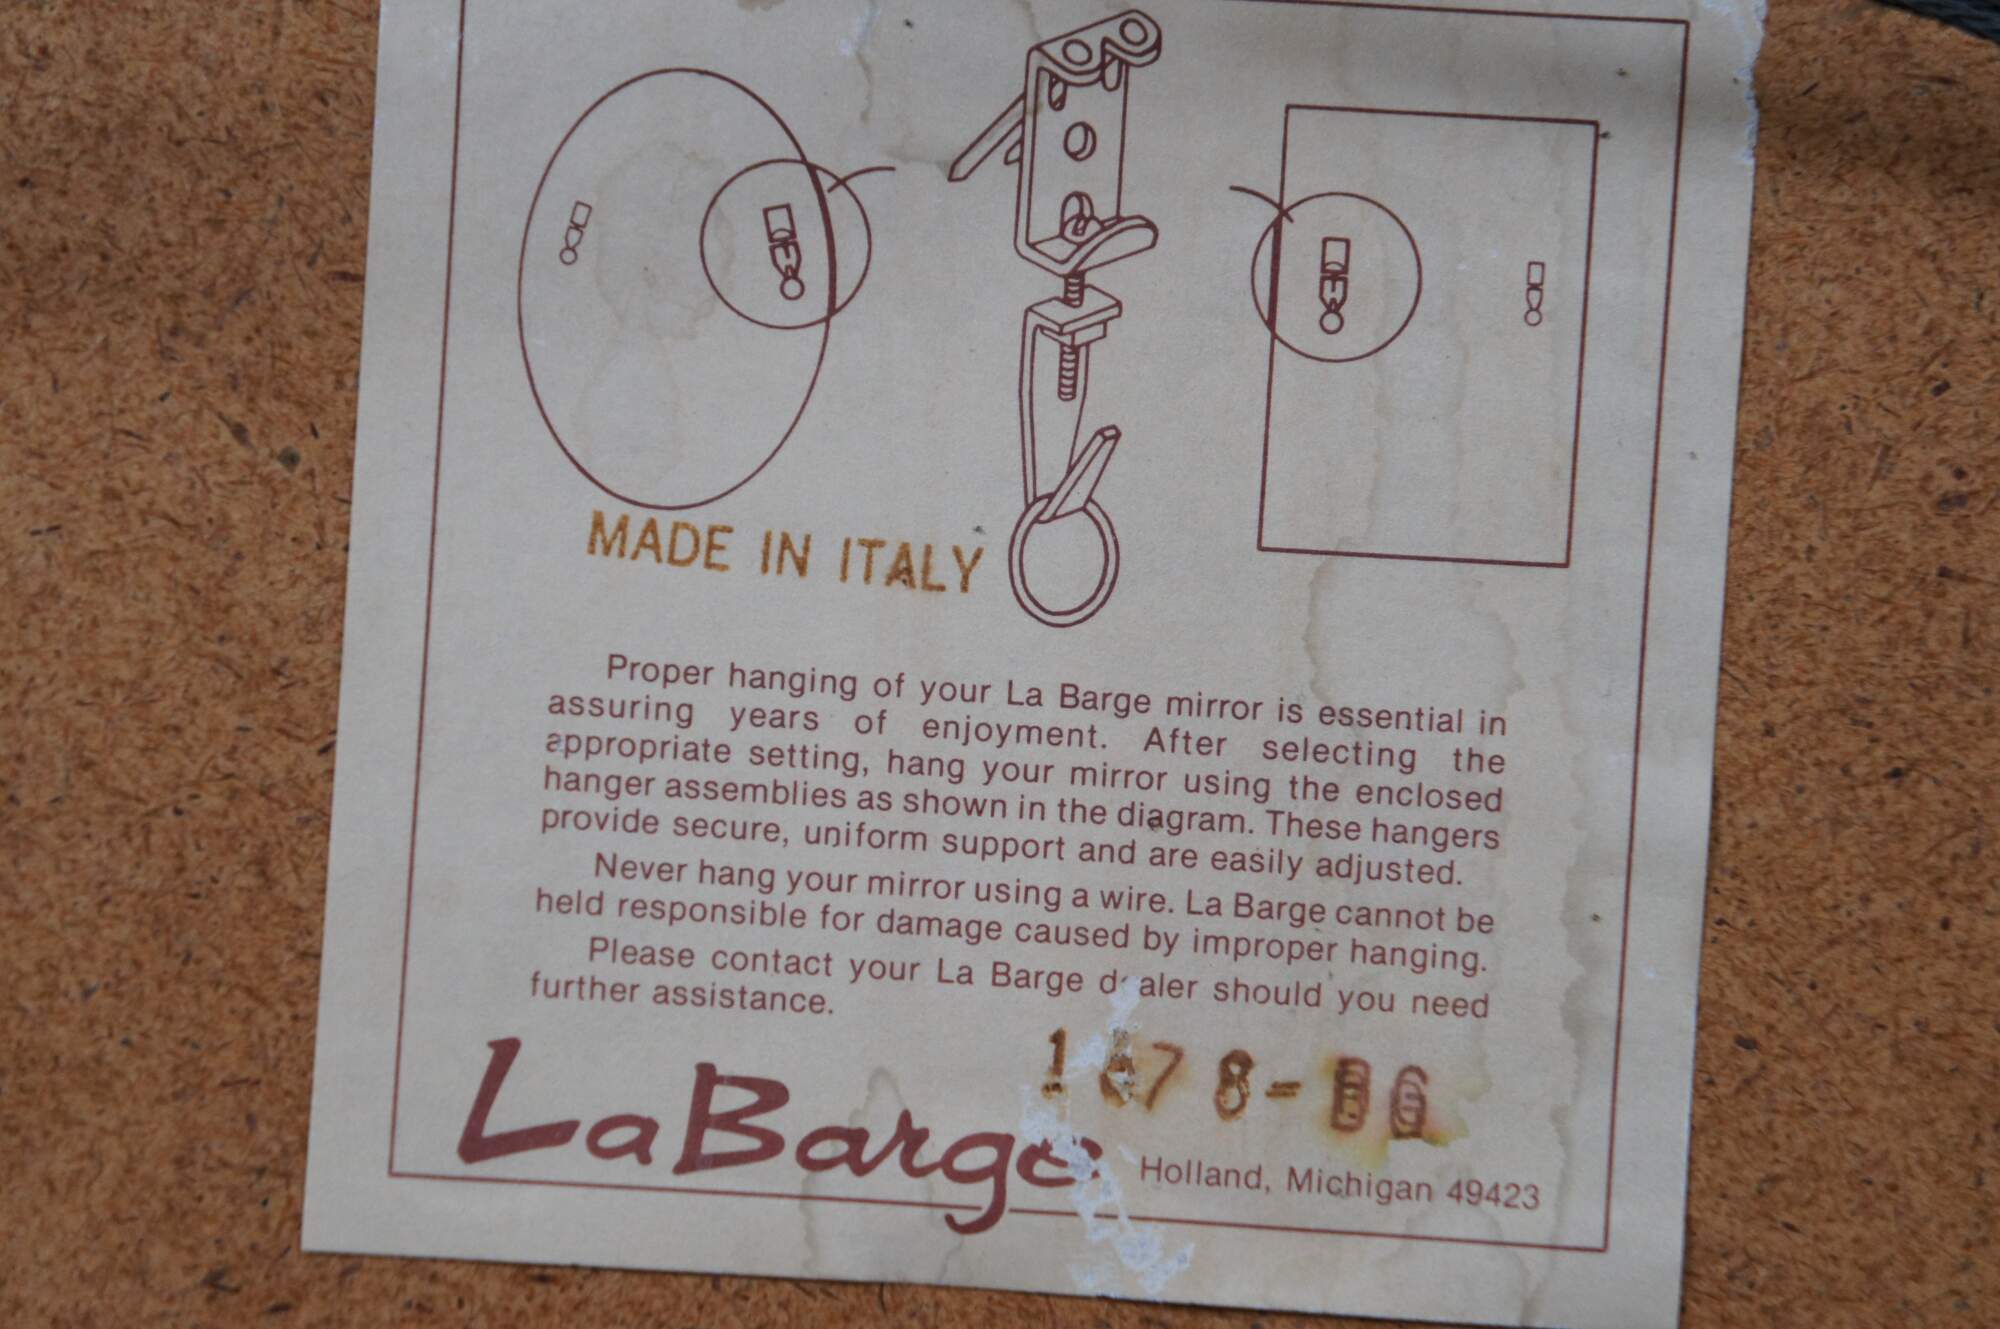 MADE IN ITALY
Proper hanging of your La Barge mirror is essential in
assuring years of enjoyment. After selecting the
appropriate setting, hang your mirror using the enclosed
hanger assemblies as shown in the diagram. These hangers
provide secure, uniform support and are easily adjusted.
Never hang your mirror using a wire. La Barge cannot be
held responsible for damage caused by improper hanging.
Please contact your La Barge dealer should you need
further assistance.
LaBarge
Holland, Michigan 49423